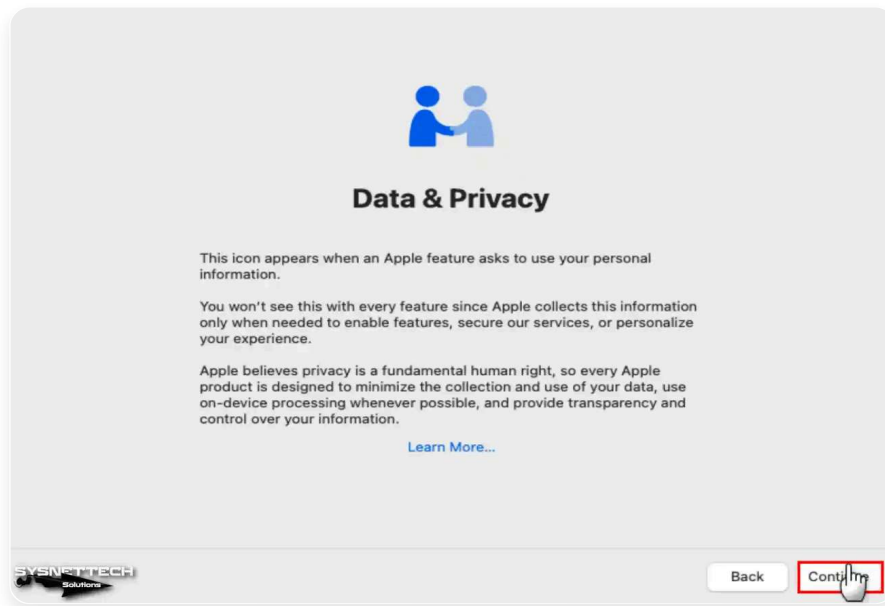 Data & Privacy
This icon appears when an Apple feature asks to use your personal
information.
You won’t see this with every feature since Apple collects this information
only when needed to enable features, secure our services, or personalize
your experience.
Apple believes privacy is a fundamental human right, so every Apple
product is designed to minimize the collection and use of your data, use
on-device processing whenever possible, and provide transparency and
control over your information.
Learn More...
SYSNETTECH
Solutions
Back
Continue